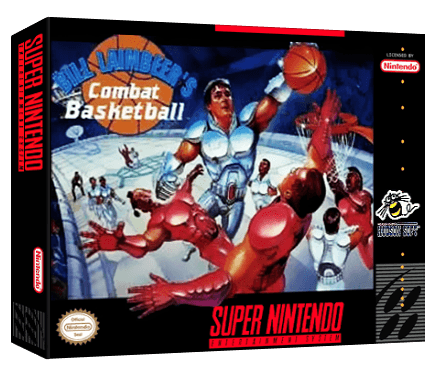 SUPER NINTENDO
Nintendo
BILL LAIMBEER'S
Combat
Basketball
LICENSED BY
Nintendo
HUDSON SOFT
Official
Nintendo
Seal
SUPER NINTENDO
ENTERTAINMENT SYSTEM